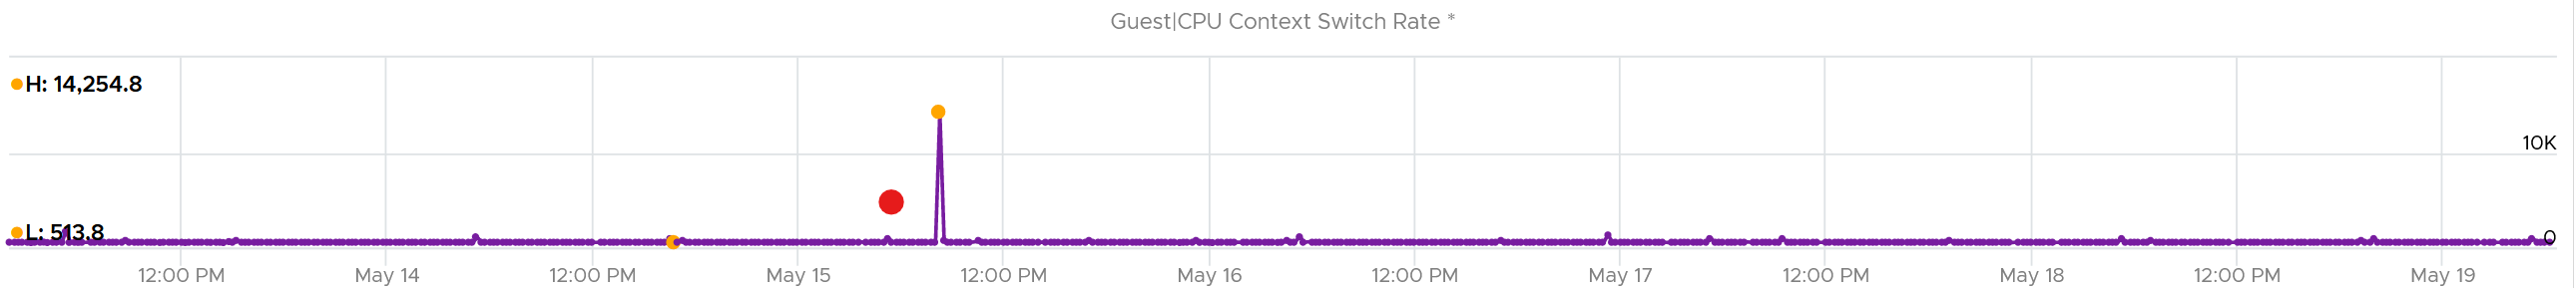 Guest|CPU Context Switch Rate *
H: 14,254.8
10K
L: 513.8
0
12:00 PM May 14 12:00 PM May 15 12:00 PM May 16 12:00 PM May 17 12:00 PM May 18 12:00 PM May 19